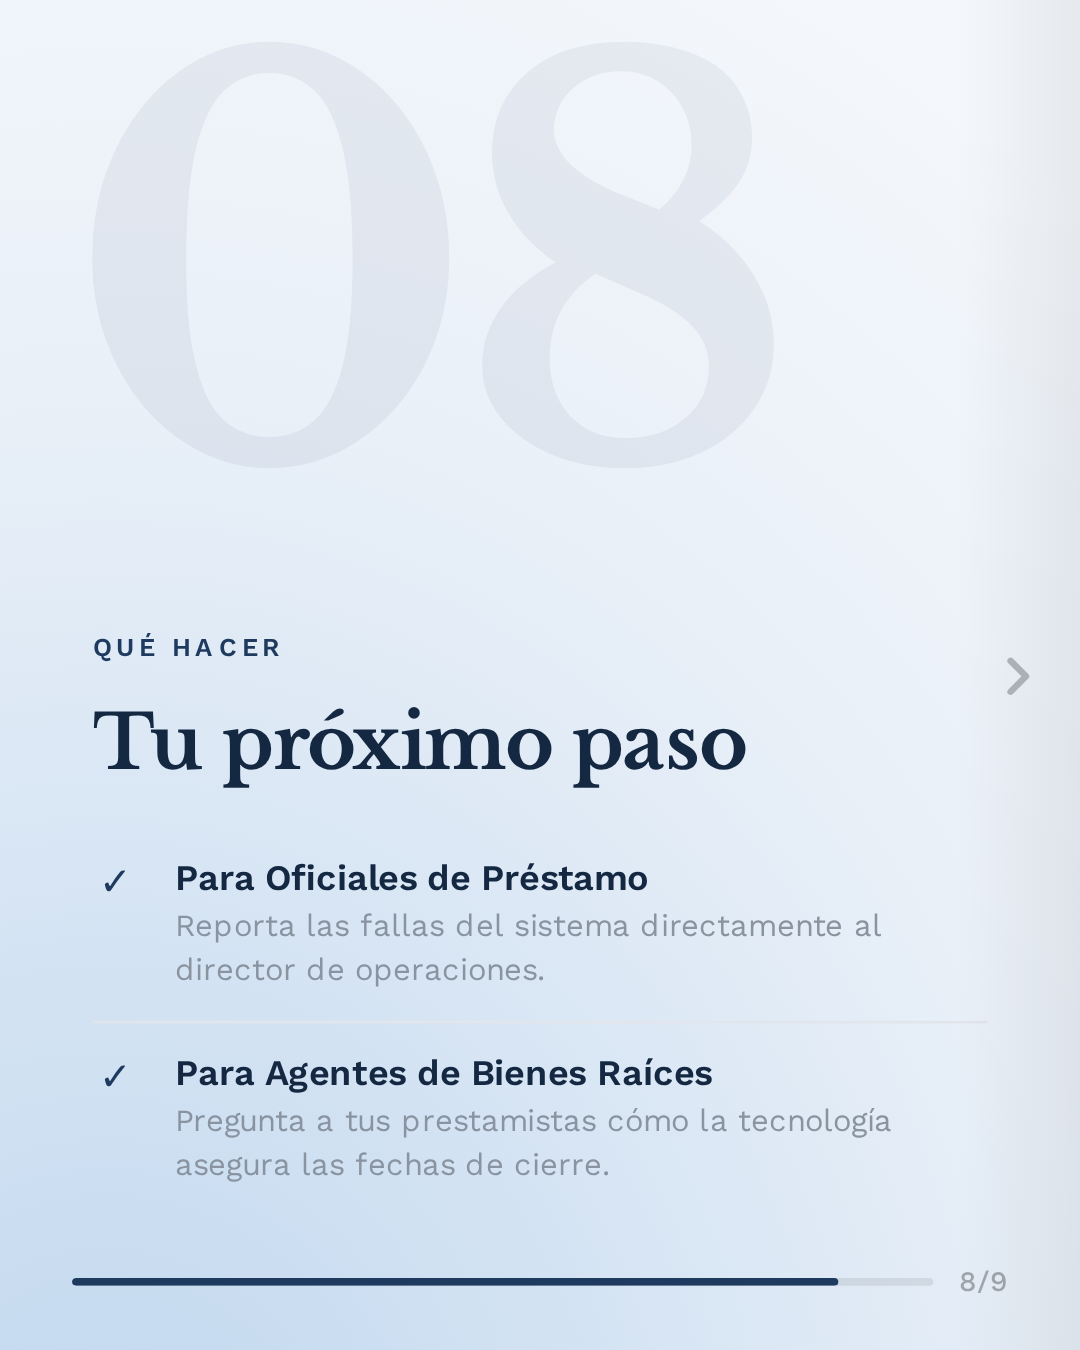 08
QUÉ HACER
Tu próximo paso
✓ Para Oficiales de Préstamo
Reporta las fallas del sistema directamente al
director de operaciones.
✓ Para Agentes de Bienes Raíces
Pregunta a tus prestamistas cómo la tecnología
asegura las fechas de cierre.
8/9